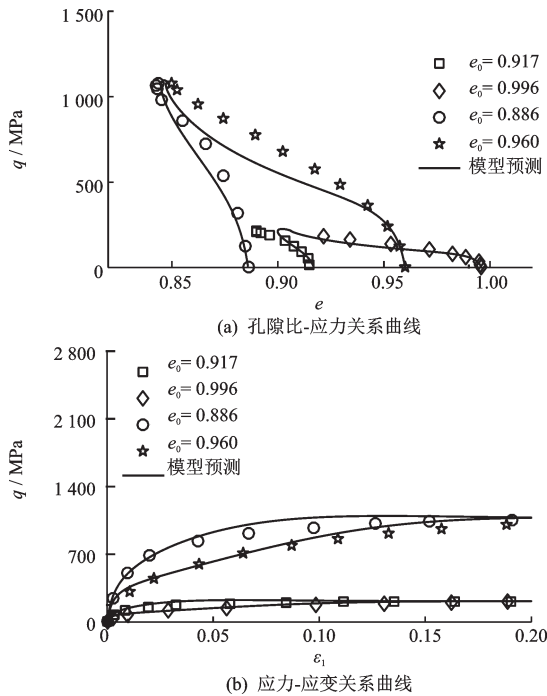 1 500
1 000
500
0
q / MPa
e₀= 0.917
e₀= 0.996
e₀= 0.886
e₀= 0.960
模型预测
0.85 0.90 0.95 1.00
e
(a) 孔隙比-应力关系曲线
2 800
2 100
1 400
700
0
q / MPa
e₀= 0.917
e₀= 0.996
e₀= 0.886
e₀= 0.960
模型预测
0 0.05 0.10 0.15 0.20
ε₁
(b) 应力-应变关系曲线